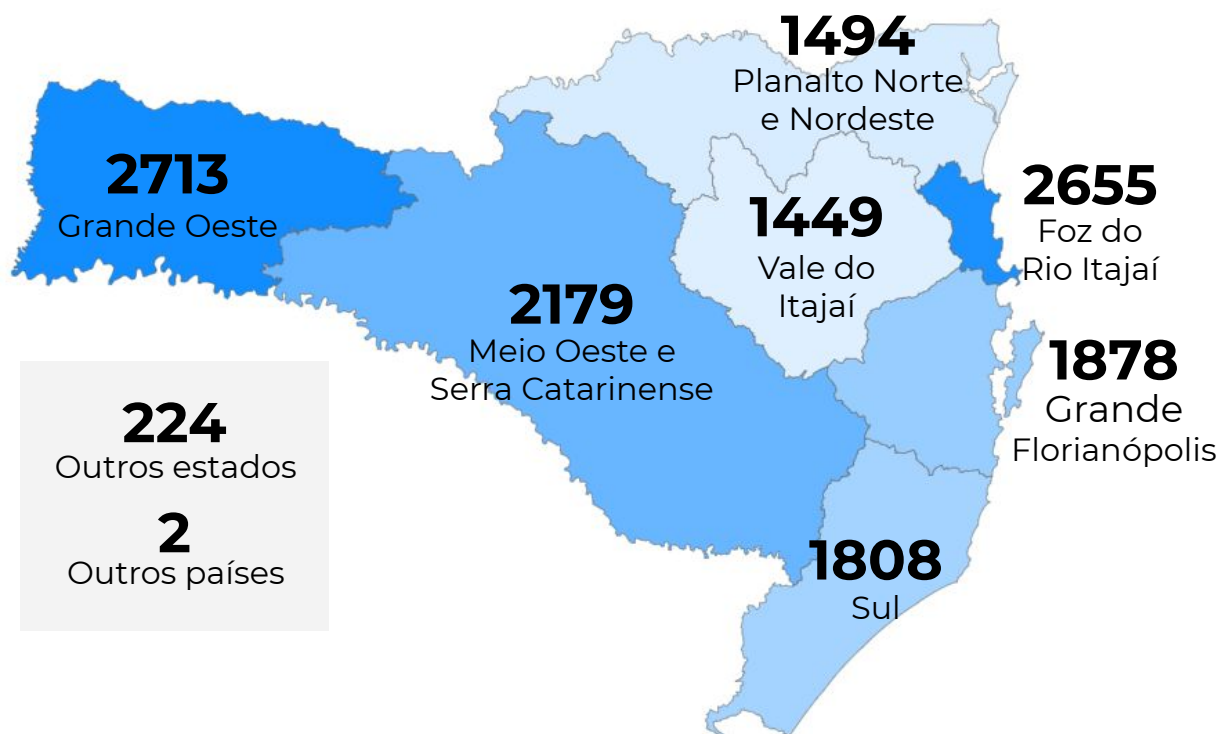 1494
Planalto Norte
e Nordeste
2713
Grande Oeste
1449
Vale do
Itajaí
2655
Foz do
Rio Itajaí
2179
Meio Oeste e
Serra Catarinense
1878
Grande
Florianópolis
224
Outros estados
2
Outros países
1808
Sul